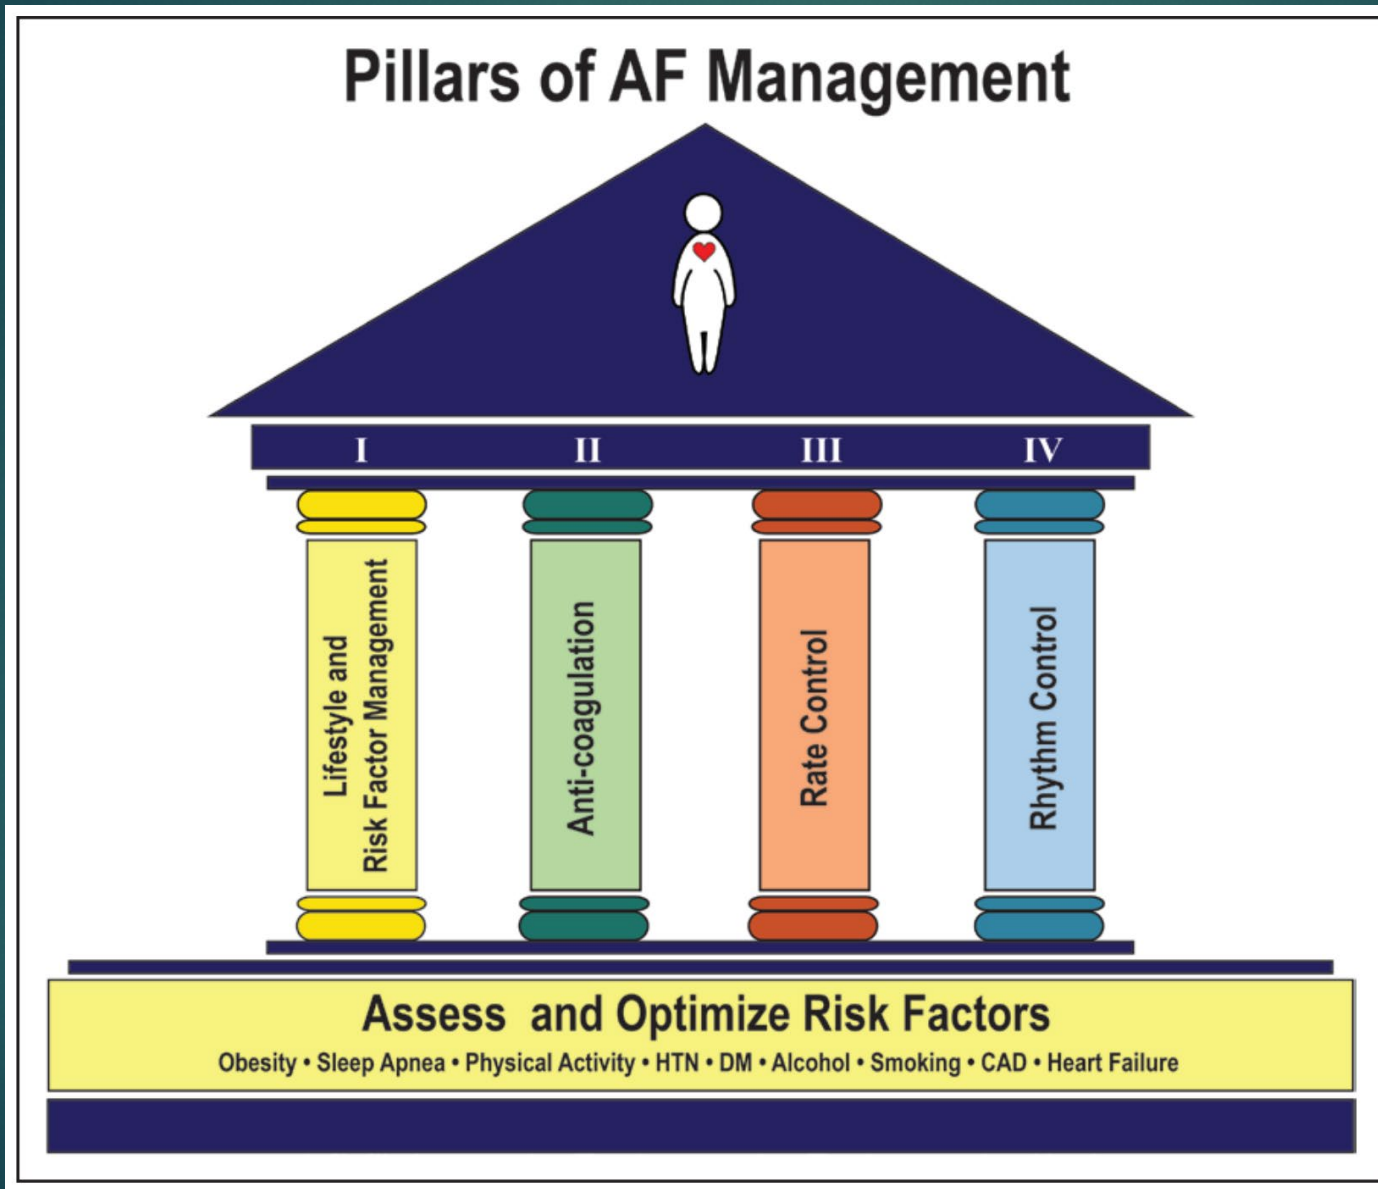 Pillars of AF Management
I II III IV
Lifestyle and
Risk Factor Management
Anti-coagulation
Rate Control
Rhythm Control
Assess and Optimize Risk Factors
Obesity • Sleep Apnea • Physical Activity • HTN • DM • Alcohol • Smoking • CAD • Heart Failure